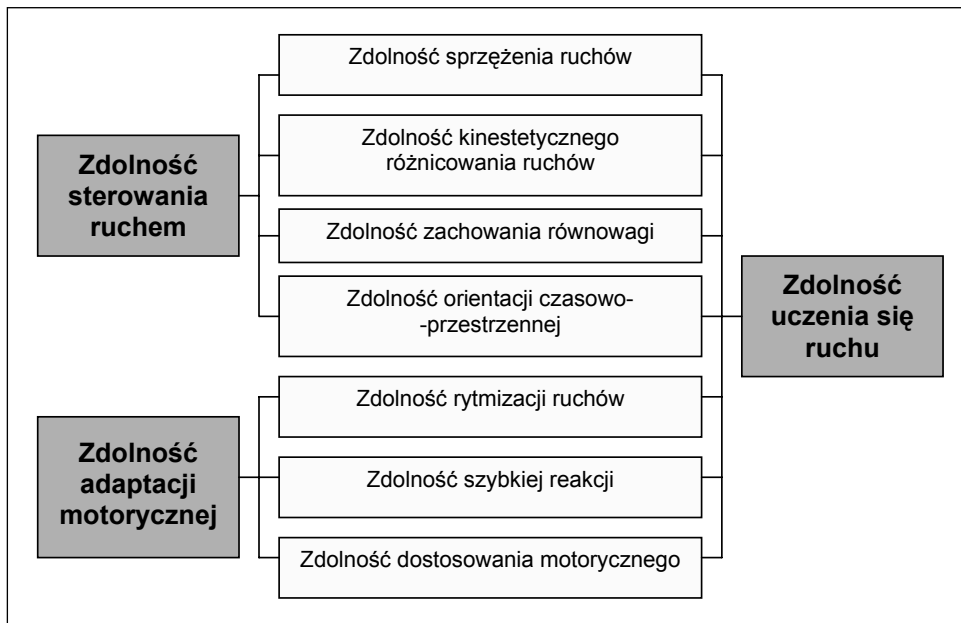 Zdolność sterowania
ruchem
Zdolność sprzężenia ruchów
Zdolność kinestetycznego
różnicowania ruchów
Zdolność zachowania równowagi
Zdolność orientacji czasowo-
-przestrzennej
Zdolność
adaptacji
motorycznej
Zdolność rytmizacji ruchów
Zdolność szybkiej reakcji
Zdolność dostosowania motorycznego
Zdolność
uczenia się
ruchu